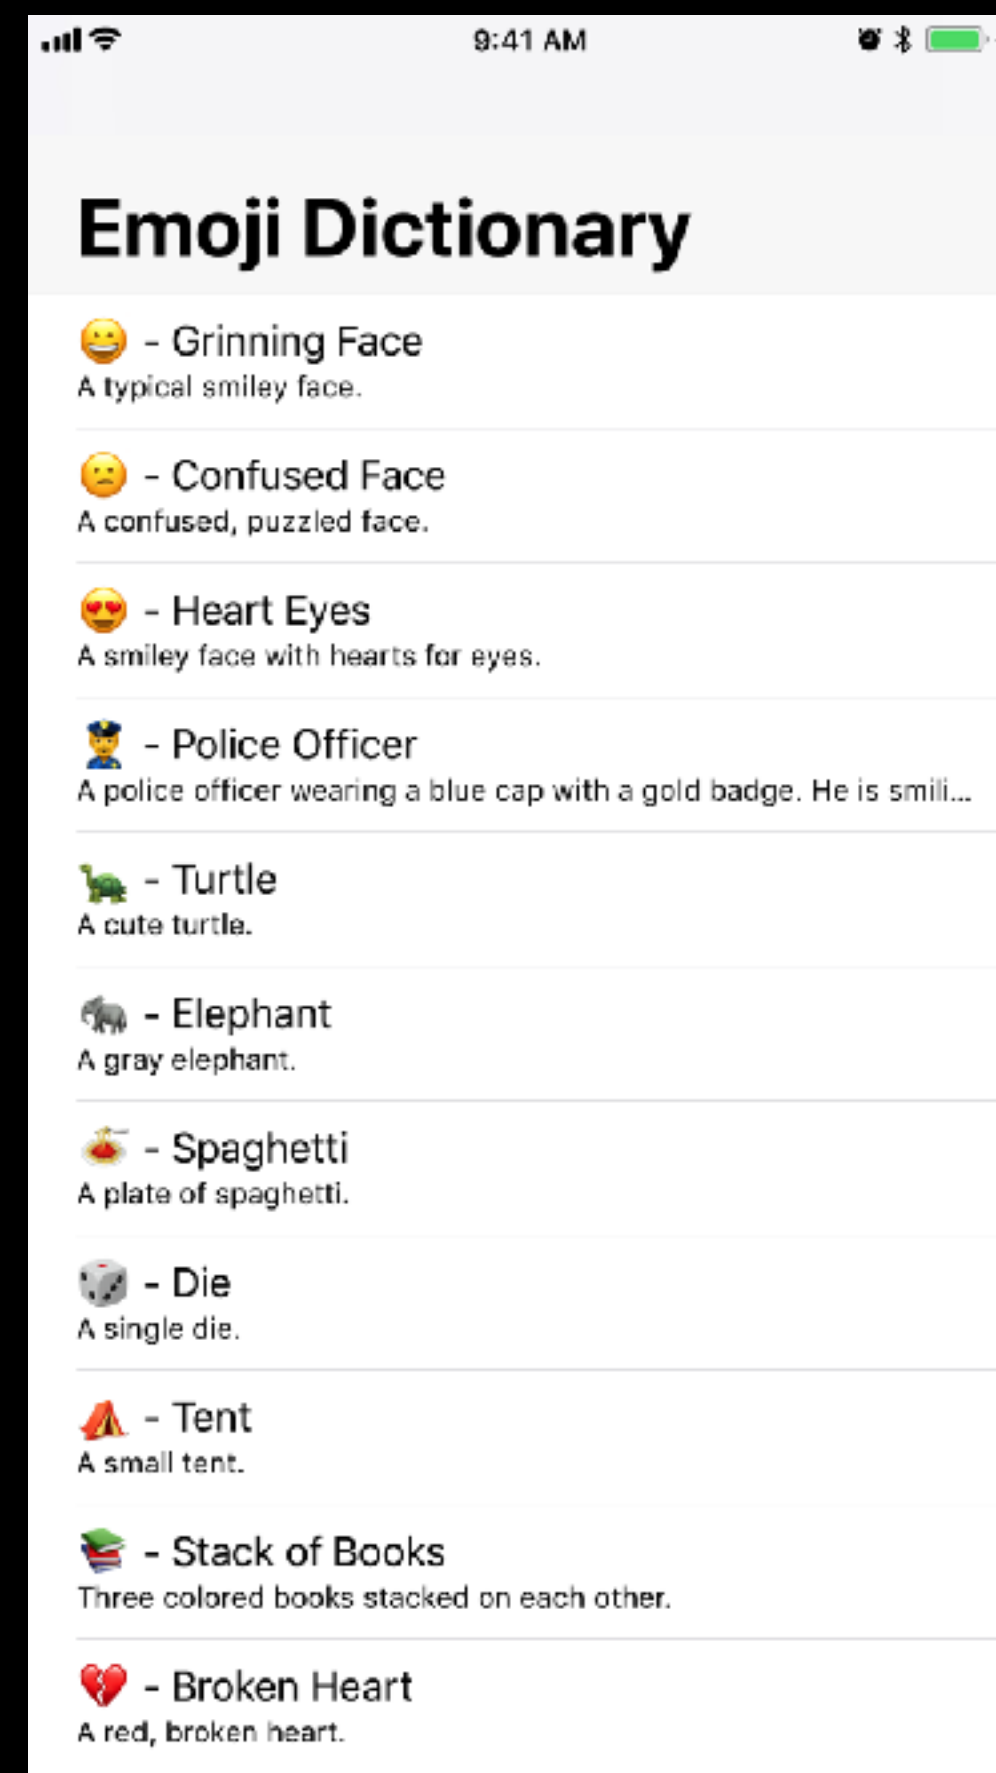 9:41 AM
Emoji Dictionary
😀 - Grinning Face
A typical smiley face.
😕 - Confused Face
A confused, puzzled face.
😍 - Heart Eyes
A smiley face with hearts for eyes.
👮 - Police Officer
A police officer wearing a blue cap with a gold badge. He is smili...
🐢 - Turtle
A cute turtle.
🐘 - Elephant
A gray elephant.
🍝 - Spaghetti
A plate of spaghetti.
🎲 - Die
A single die.
⛺ - Tent
A small tent.
📚 - Stack of Books
Three colored books stacked on each other.
💔 - Broken Heart
A red, broken heart.